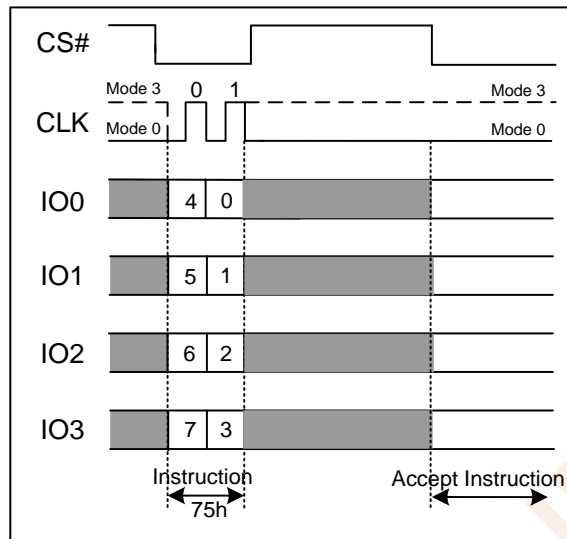 CS#
Mode 3 0 1 Mode 3
CLK
Mode 0 Mode 0
IO0 4 0
IO1 5 1
IO2 6 2
IO3 7 3
Instruction Accept Instruction
75h